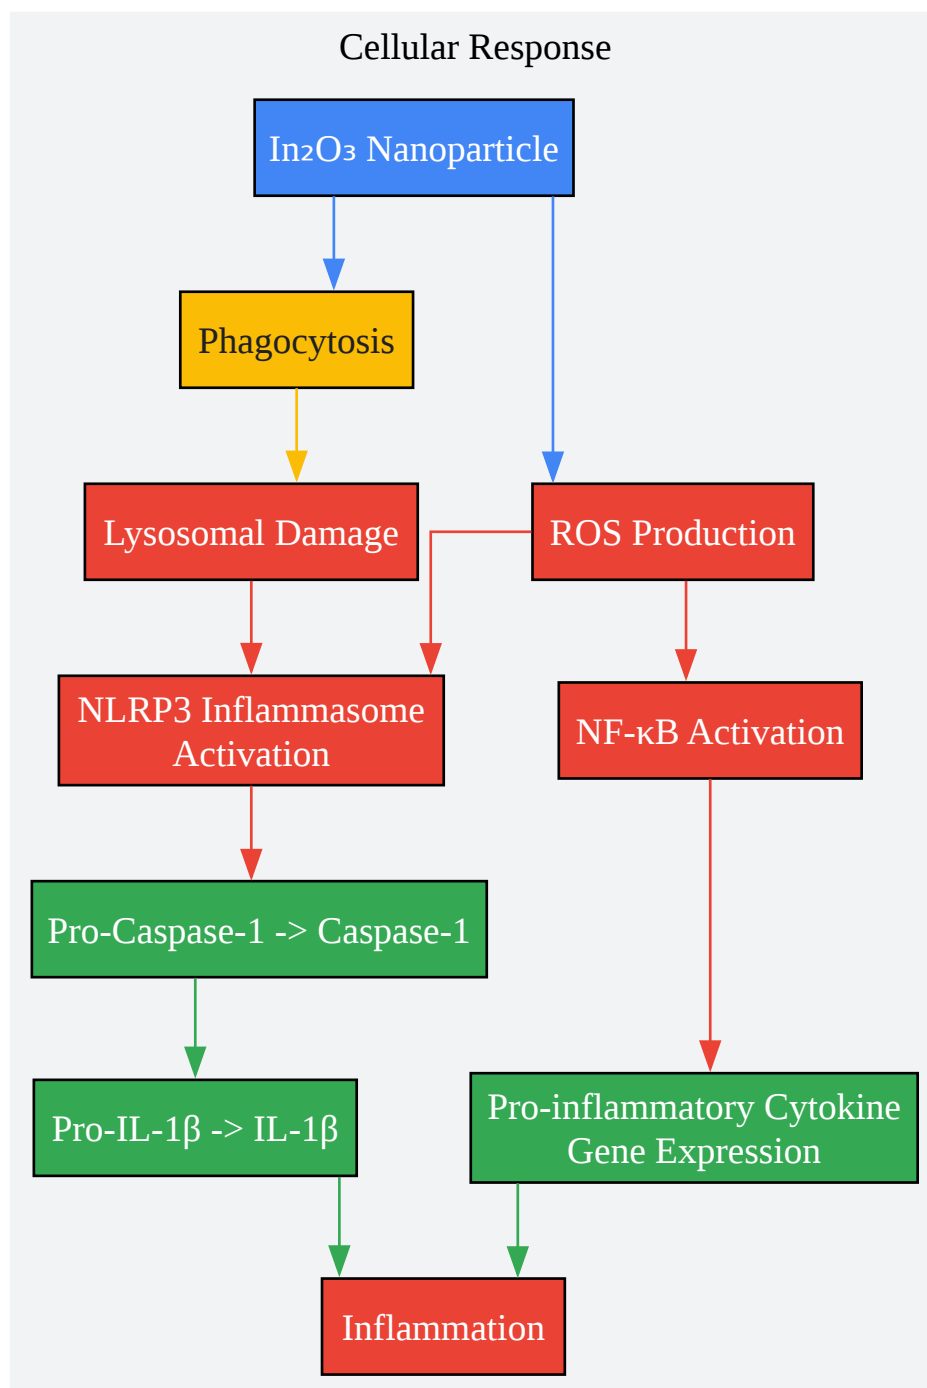 Cellular Response
In₂O₃ Nanoparticle
Phagocytosis
Lysosomal Damage
ROS Production
NLRP3 Inflammasome
Activation
NF-κB Activation
Pro-Caspase-1 -> Caspase-1
Pro-IL-1β -> IL-1β
Pro-inflammatory Cytokine
Gene Expression
Inflammation